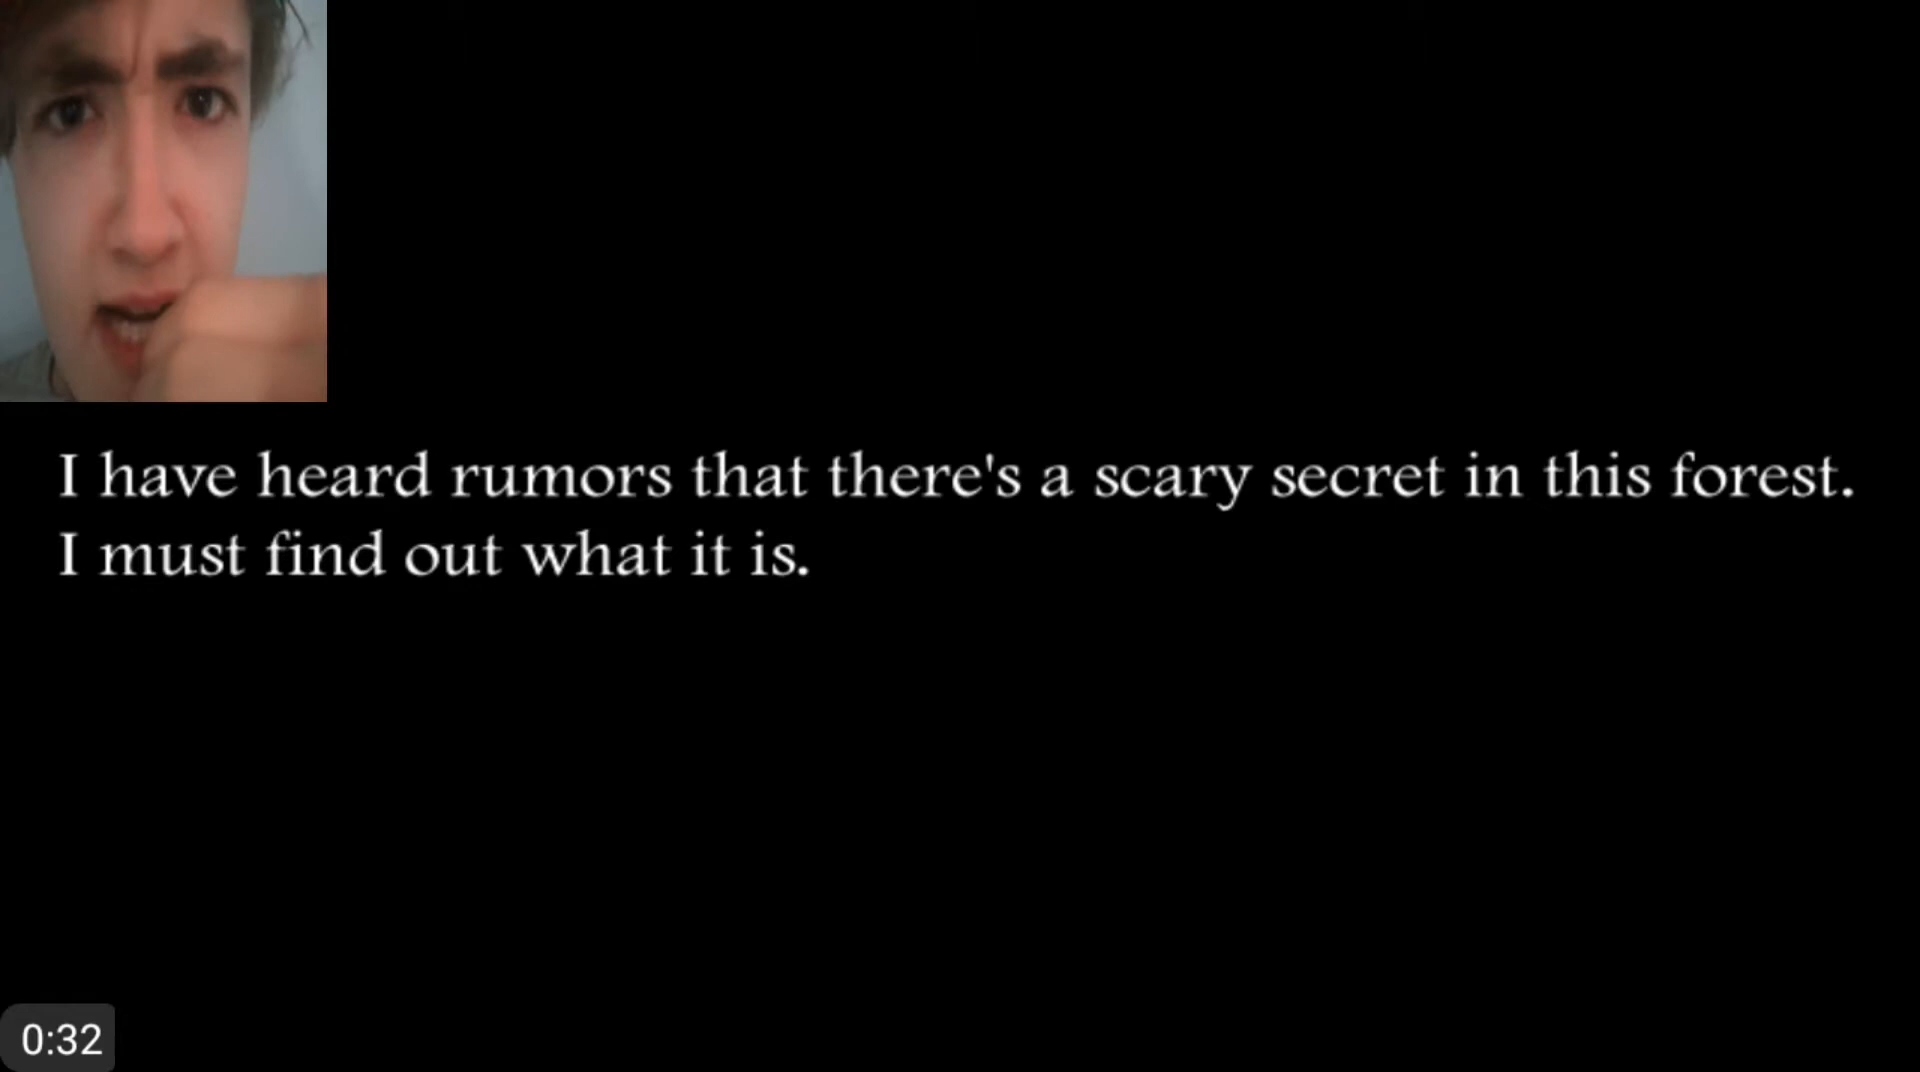 I have heard rumors that there's a scary secret in this forest.
I must find out what it is.
0:32